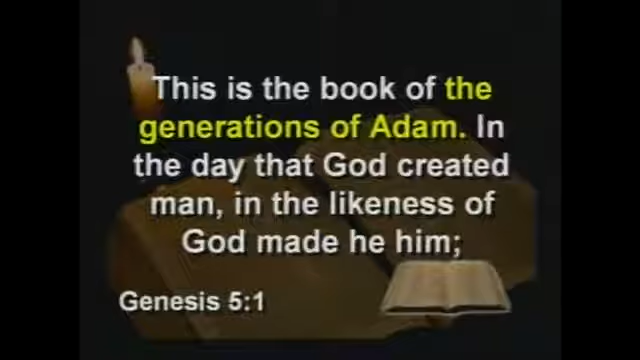 This is the book of the
generations of Adam. In
the day that God created
man, in the likeness of
God made he him;
Genesis 5:1